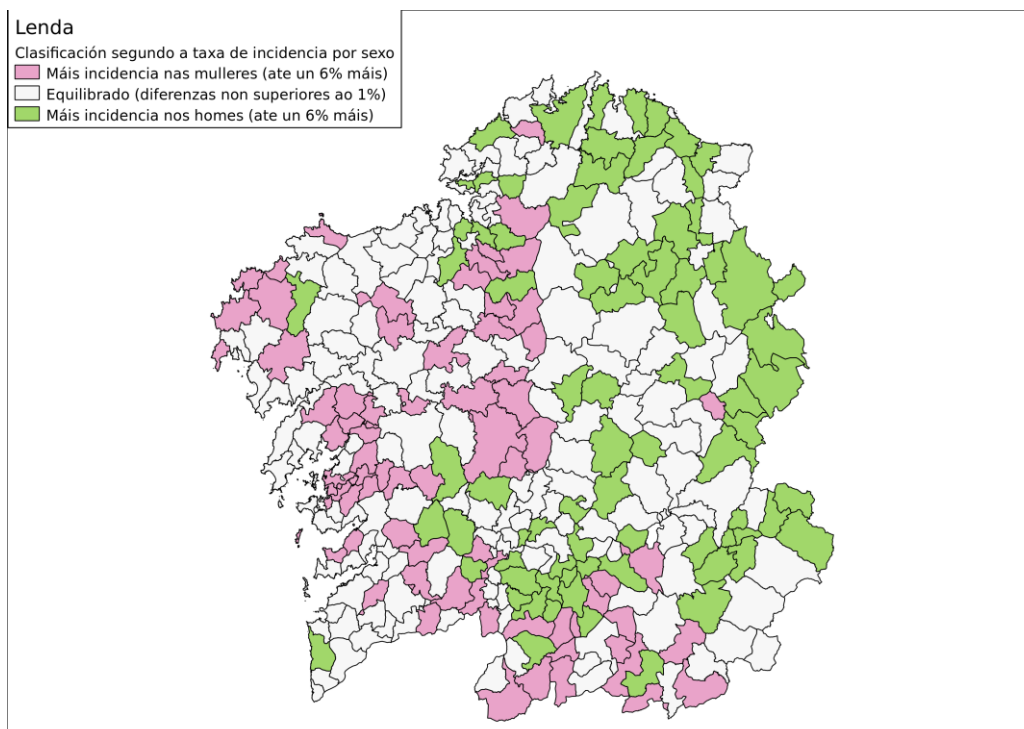 Lenda
Clasificación segundo a taxa de incidencia por sexo
Máis incidencia nas mulleres (ate un 6% máis)
Equilibrado (diferenzas non superiores ao 1%)
Máis incidencia nos homes (ate un 6% máis)